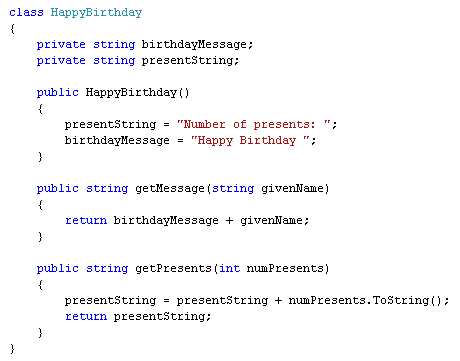 class HappyBirthday
{
    private string birthdayMessage;
    private string presentString;

    public HappyBirthday()
    {
        presentString = "Number of presents: ";
        birthdayMessage = "Happy Birthday ";
    }

    public string getMessage(string givenName)
    {
        return birthdayMessage + givenName;
    }

    public string getPresents(int numPresents)
    {
        presentString = presentString + numPresents.ToString();
        return presentString;
    }
}